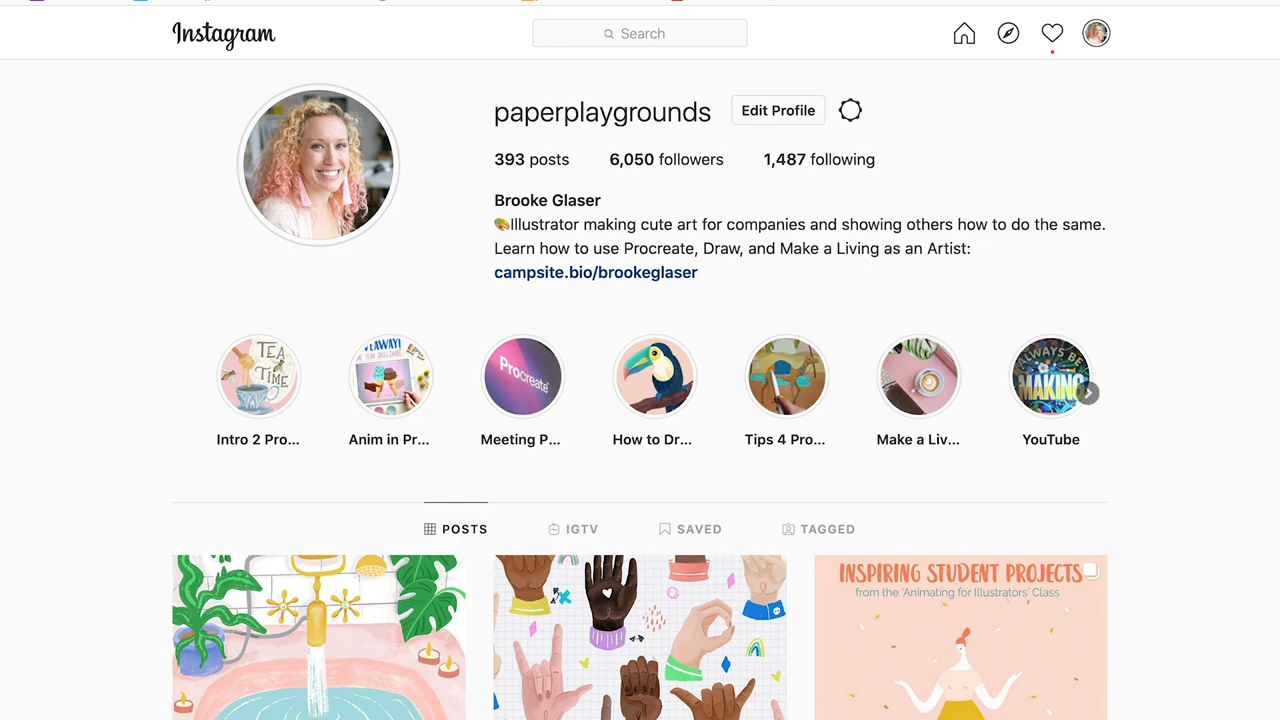 Instagram
Search
paperplaygrounds Edit Profile
393 posts 6,050 followers 1,487 following
Brooke Glaser
🎨Illustrator making cute art for companies and showing others how to do the same.
Learn how to use Procreate, Draw, and Make a Living as an Artist:
campsite.bio/brookeglaser
TEA
TIME
Procreate
ALWAYS BE
MAKING
Intro 2 Pro... Anim in Pr... Meeting P... How to Dr... Tips 4 Pro... Make a Liv... YouTube
POSTS IGTV SAVED TAGGED
INSPIRING STUDENT PROJECTS
from the 'Animating for Illustrators' Class